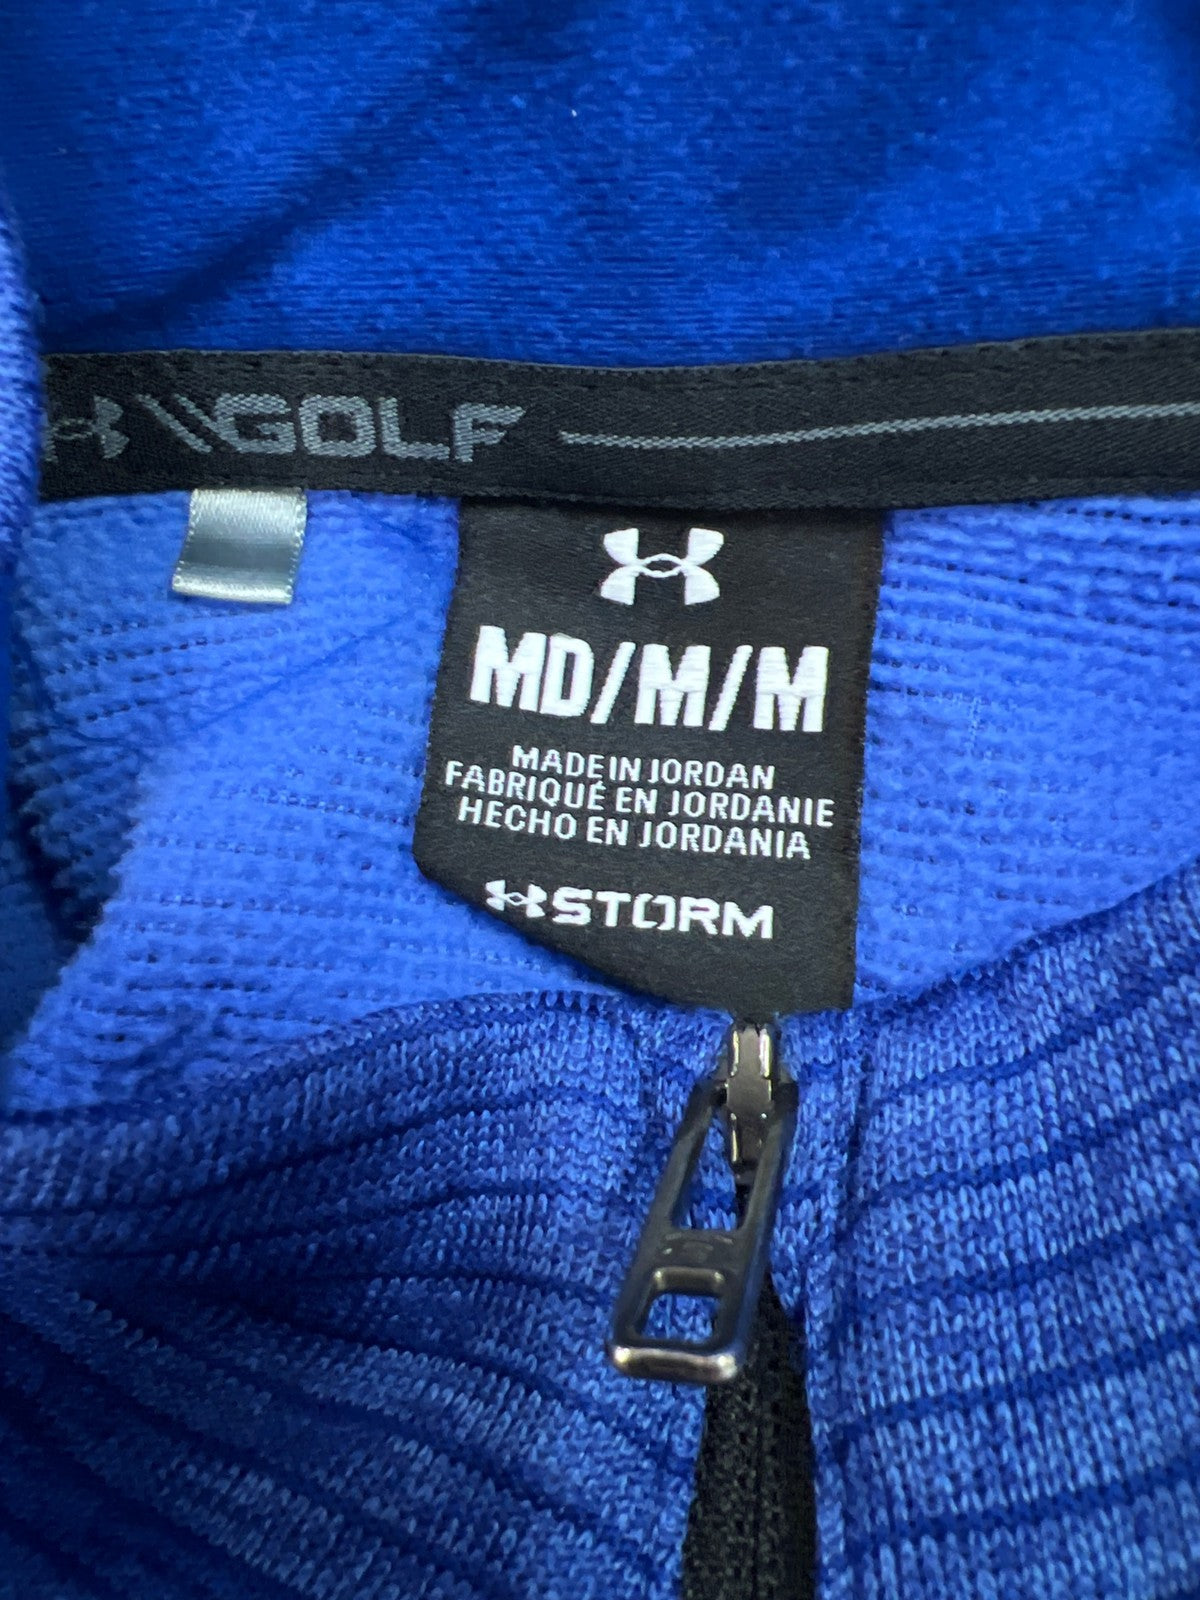 \\GOLF
MD/M/M
MADE IN JORDAN
FABRIQUÉ EN JORDANIE
HECHO EN JORDANIA
STORM